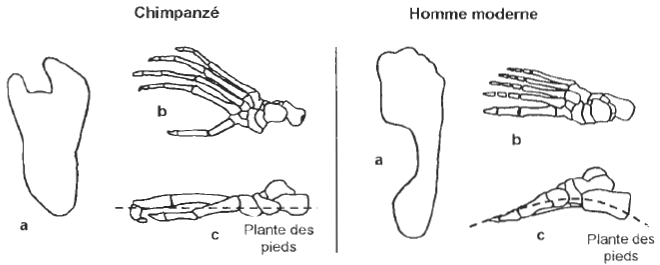 Chimpanzé
b
a
c
Plante des
pieds
Homme moderne
a
b
c
Plante des
pieds